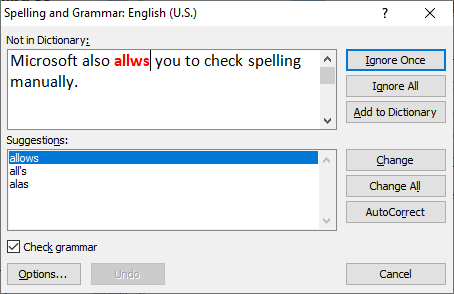 Spelling and Grammar: English (U.S.)
?
Not in Dictionary:
Microsoft also allws you to check spelling
manually.
Ignore Once
Ignore All
Add to Dictionary
Suggestions:
allows
all's
alas
Change
Change All
AutoCorrect
Check grammar
Options...
Undo
Cancel